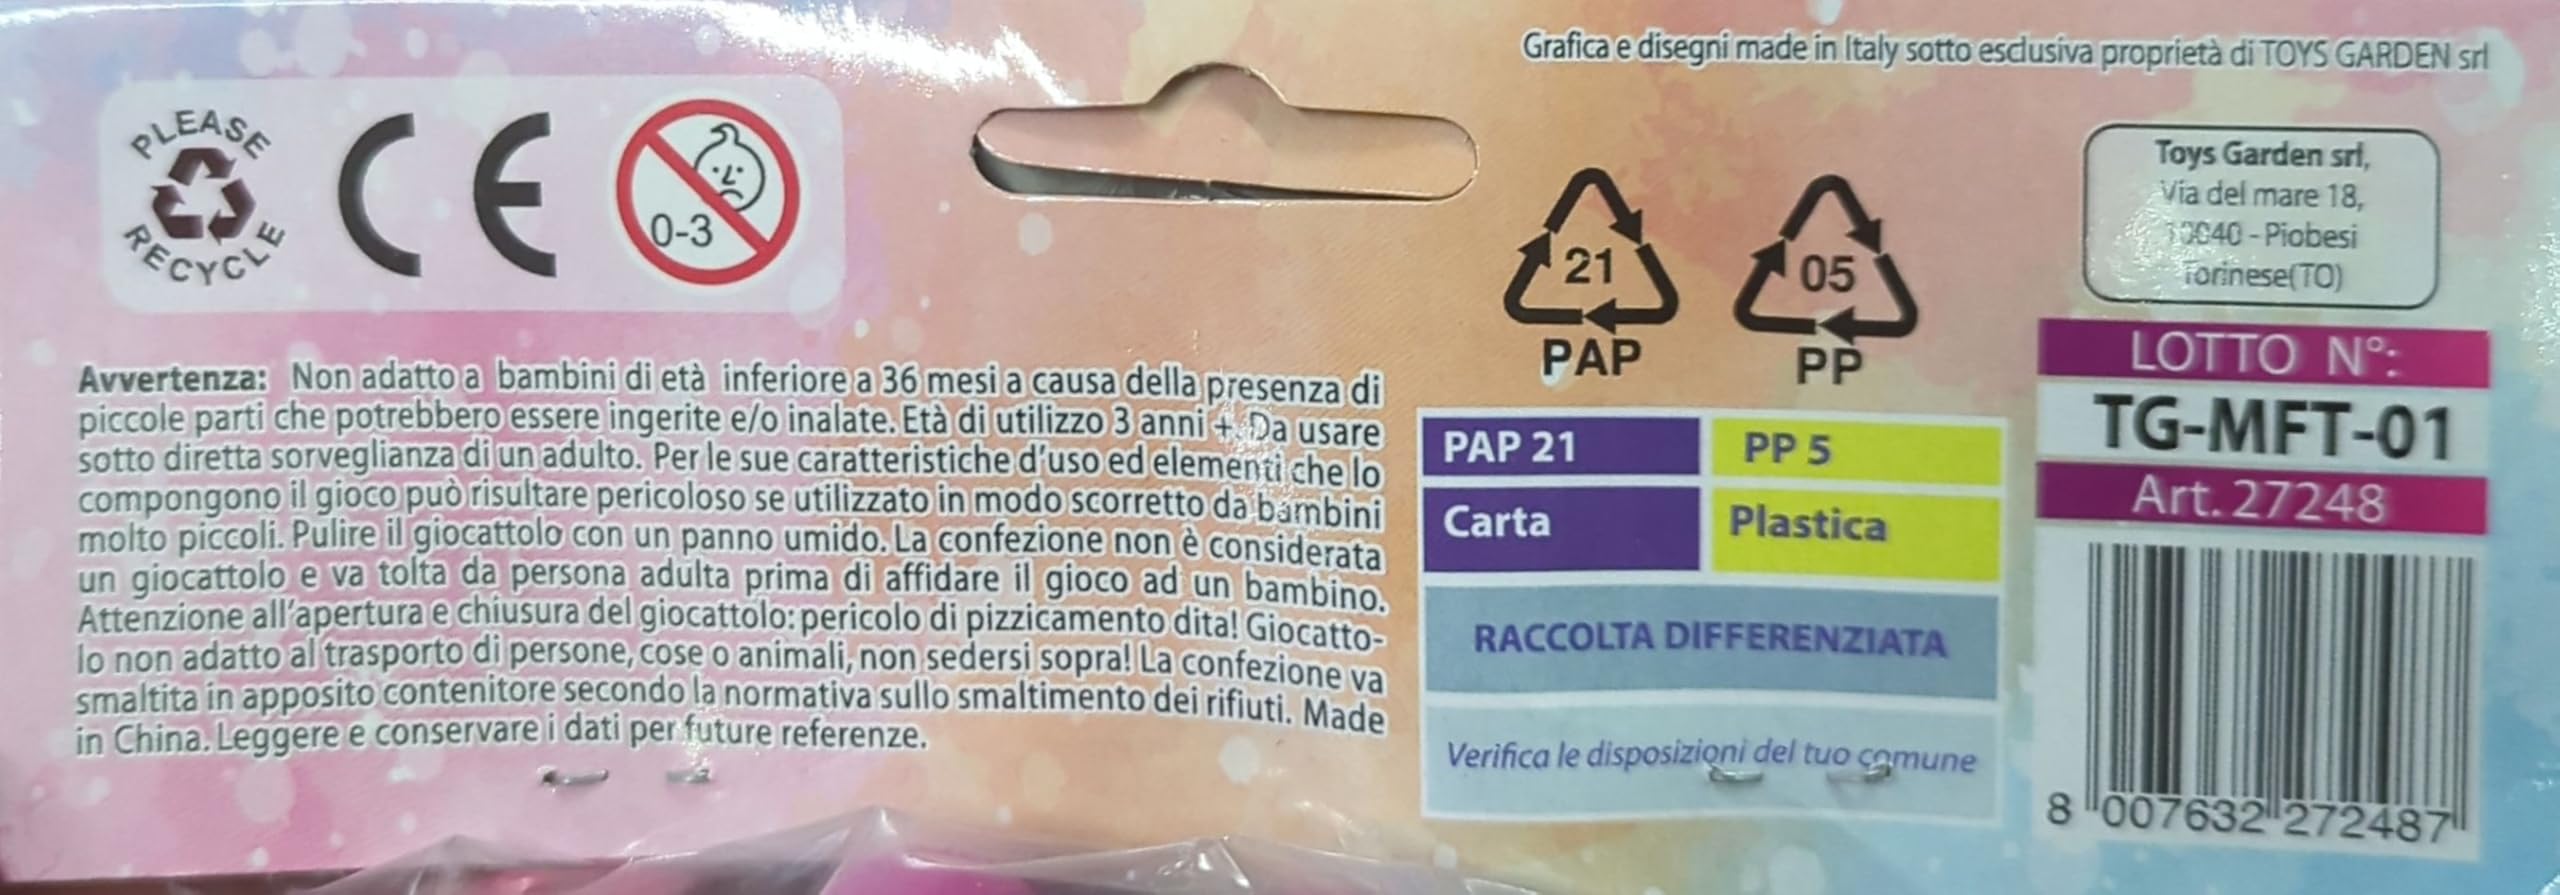 Grafica e disegni made in Italy sotto esclusiva proprietà di TOYS GARDEN srl
PLEASE
RECYCLE
CE
0-3
Avvertenza: Non adatto a bambini di età inferiore a 36 mesi a causa della presenza di
piccole parti che potrebbero essere ingerite e/o inalate. Età di utilizzo 3 anni +. Da usare
sotto diretta sorveglianza di un adulto. Per le sue caratteristiche d'uso ed elementi che lo
compongono il gioco può risultare pericoloso se utilizzato in modo scorretto da bambini
molto piccoli. Pulire il giocattolo con un panno umido. La confezione non è considerata
un giocattolo e va tolta da persona adulta prima di affidare il gioco ad un bambino.
Attenzione all'apertura e chiusura del giocattolo: pericolo di pizzicamento dita! Giocatto-
lo non adatto al trasporto di persone, cose o animali, non sedersi sopra! La confezione va
smaltita in apposito contenitore secondo la normativa sullo smaltimento dei rifiuti. Made
in China. Leggere e conservare i dati per future referenze.
21
PAP
05
PP
PAP 21
PP 5
Carta
Plastica
RACCOLTA DIFFERENZIATA
Verifica le disposizioni del tuo comune
Toys Garden srl,
Via del mare 18,
- Piobesi
Torinese(TO)
LOTTO N°:
TG-MFT-01
Art. 27248
8 007632 272487